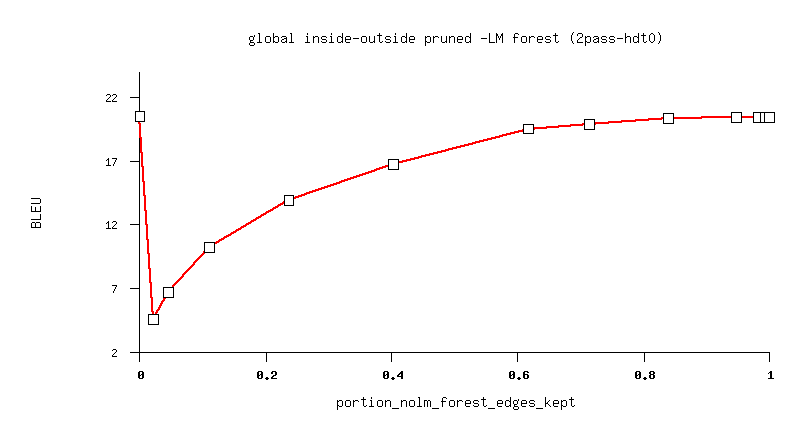 global inside-outside pruned -LM forest (2pass-hdt0)
22
17
12
7
2
BLEU
0 0.2 0.4 0.6 0.8 1
portion_nolm_forest_edges_kept